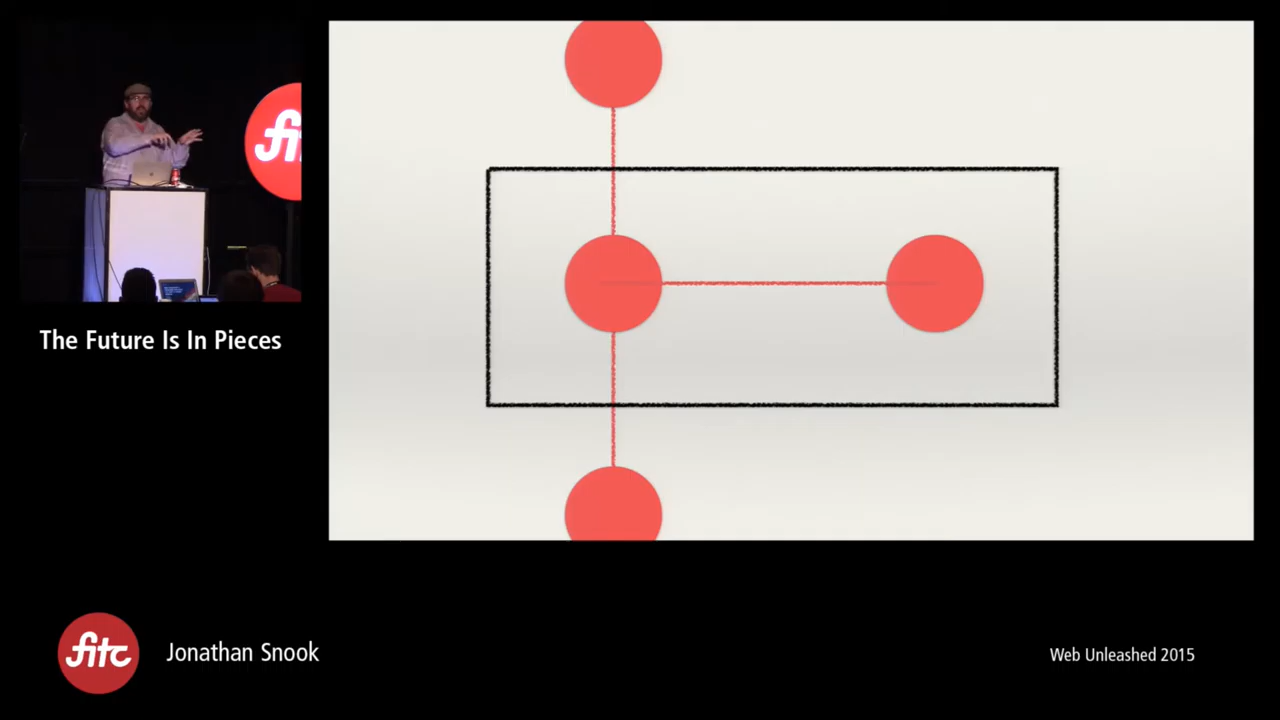 The Future Is In Pieces
fitc
Jonathan Snook
Web Unleashed 2015